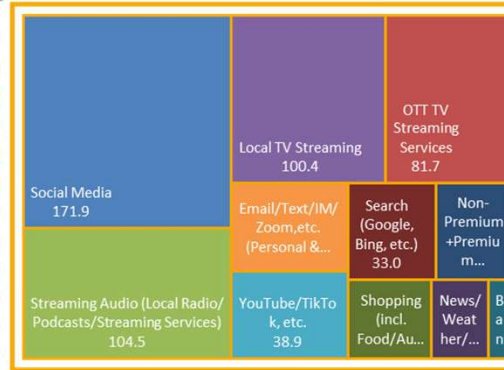 Social Media
171.9
Local TV Streaming
100.4
OTT TV
Streaming
Services
81.7
Streaming Audio (Local Radio/
Podcasts/Streaming Services)
104.5
Email/Text/IM/
Zoom,etc.
(Personal &...
Search
(Google,
Bing, etc.)
33.0
Non-
Premium
+Premiu
m...
YouTube/TikTo
k, etc.
38.9
Shopping
(incl.
Food/Au...
News/
Weat
her/...
B
a
n